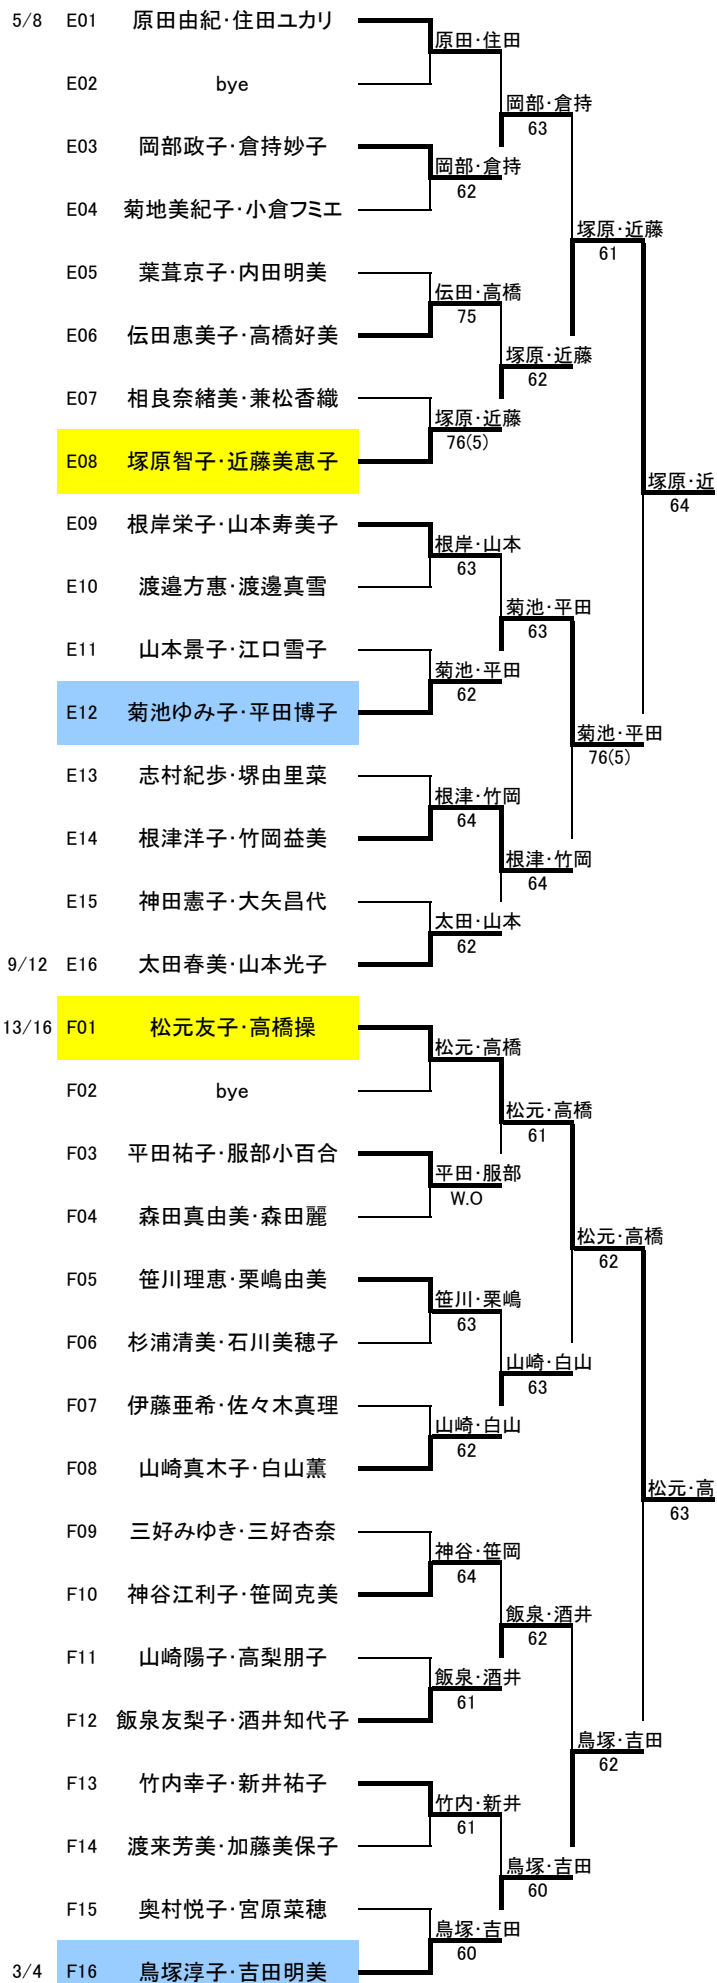 5/8 E01 原田由紀・住田ユカリ
原田・住田
E02 bye
岡部・倉持
63
E03 岡部政子・倉持妙子
岡部・倉持
62
E04 菊地美紀子・小倉フミエ
塚原・近藤
61
E05 葉葺京子・内田明美
伝田・高橋
75
E06 伝田恵美子・高橋好美
塚原・近藤
62
E07 相良奈緒美・兼松香織
塚原・近藤
76(5)
E08 塚原智子・近藤美恵子
塚原・近
64
E09 根岸栄子・山本寿美子
根岸・山本
63
E10 渡邉方恵・渡邊真雪
菊池・平田
63
E11 山本景子・江口雪子
菊池・平田
62
E12 菊池ゆみ子・平田博子
菊池・平田
76(5)
E13 志村紀歩・堺由里菜
根津・竹岡
64
E14 根津洋子・竹岡益美
根津・竹岡
64
E15 神田憲子・大矢昌代
太田・山本
62
9/12 E16 太田春美・山本光子
13/16 F01 松元友子・高橋操
松元・高橋
F02 bye
松元・高橋
61
F03 平田祐子・服部小百合
平田・服部
W.O
F04 森田真由美・森田麗
松元・高橋
62
F05 笹川理恵・栗嶋由美
笹川・栗嶋
63
F06 杉浦清美・石川美穂子
山崎・白山
63
F07 伊藤亜希・佐々木真理
山崎・白山
62
F08 山崎真木子・白山薫
松元・高
63
F09 三好みゆき・三好杏奈
神谷・笹岡
64
F10 神谷江利子・笹岡克美
飯泉・酒井
62
F11 山崎陽子・高梨朋子
飯泉・酒井
61
F12 飯泉友梨子・酒井知代子
鳥塚・吉田
62
F13 竹内幸子・新井祐子
竹内・新井
61
F14 渡来芳美・加藤美保子
鳥塚・吉田
60
F15 奥村悦子・宮原菜穂
鳥塚・吉田
60
3/4 F16 鳥塚淳子・吉田明美